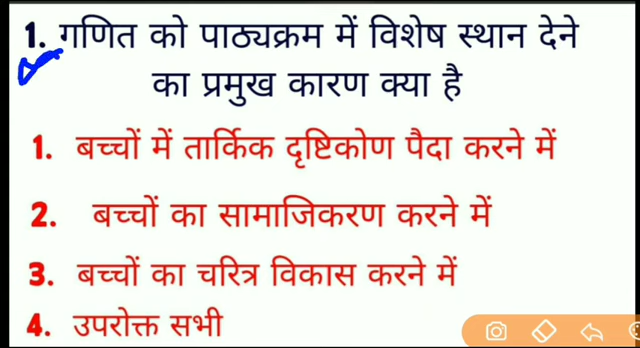 1. गणित को पाठ्यक्रम में विशेष स्थान देने
का प्रमुख कारण क्या है
1. बच्चों में तार्किक दृष्टिकोण पैदा करने में
2. बच्चों का सामाजिकरण करने में
3. बच्चों का चरित्र विकास करने में
4. उपरोक्त सभी